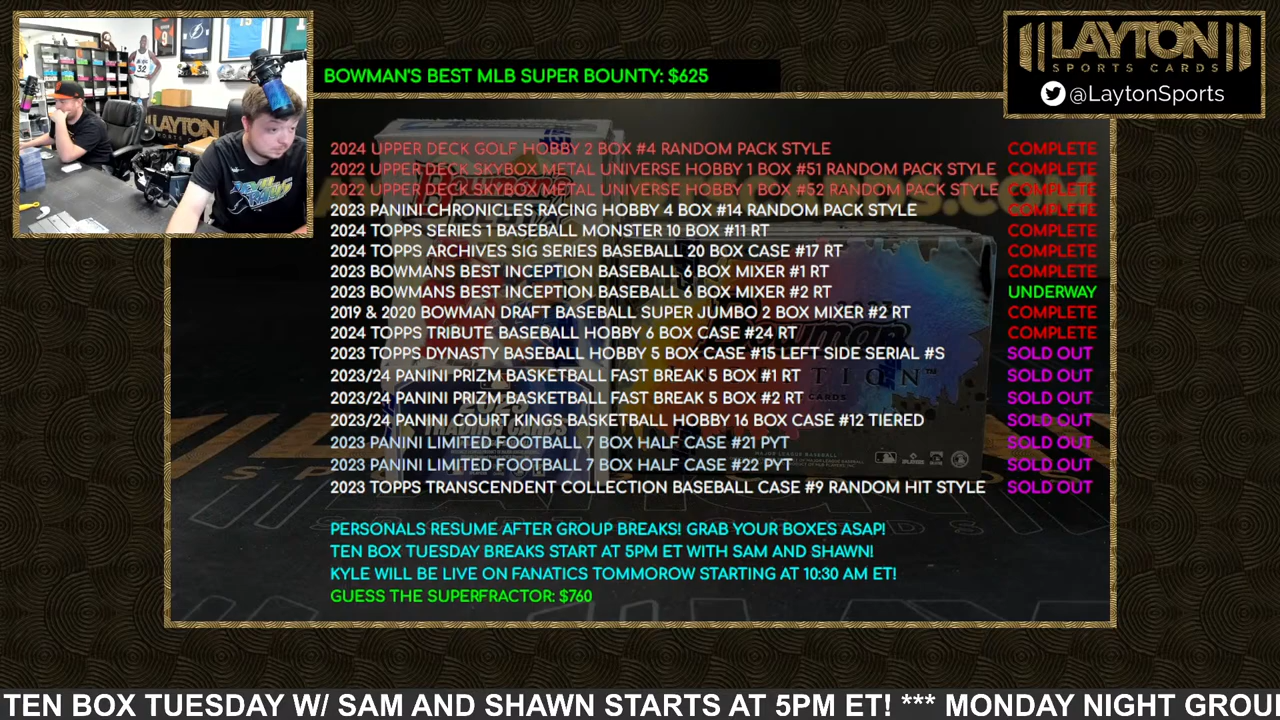 BOWMAN'S BEST MLB SUPER BOUNTY: $625
LAYTON
SPORTS CARDS
@LaytonSports
2024 UPPER DECK GOLF HOBBY 2 BOX #4 RANDOM PACK STYLE COMPLETE
2022 UPPER DECK SKYBOX METAL UNIVERSE HOBBY 1 BOX #51 RANDOM PACK STYLE COMPLETE
2022 UPPER DECK SKYBOX METAL UNIVERSE HOBBY 1 BOX #52 RANDOM PACK STYLE COMPLETE
2023 PANINI CHRONICLES RACING HOBBY 4 BOX #14 RANDOM PACK STYLE COMPLETE
2024 TOPPS SERIES 1 BASEBALL MONSTER 10 BOX #11 RT COMPLETE
2024 TOPPS ARCHIVES SIG SERIES BASEBALL 20 BOX CASE #17 RT COMPLETE
2023 BOWMANS BEST INCEPTION BASEBALL 6 BOX MIXER #1 RT COMPLETE
2023 BOWMANS BEST INCEPTION BASEBALL 6 BOX MIXER #2 RT UNDERWAY
2019 & 2020 BOWMAN DRAFT BASEBALL SUPER JUMBO 2 BOX MIXER #2 RT COMPLETE
2024 TOPPS TRIBUTE BASEBALL HOBBY 6 BOX CASE #24 RT COMPLETE
2023 TOPPS DYNASTY BASEBALL HOBBY 5 BOX CASE #15 LEFT SIDE SERIAL #S SOLD OUT
2023/24 PANINI PRIZM BASKETBALL FAST BREAK 5 BOX #1 RT SOLD OUT
2023/24 PANINI PRIZM BASKETBALL FAST BREAK 5 BOX #2 RT SOLD OUT
2023/24 PANINI COURT KINGS BASKETBALL HOBBY 16 BOX CASE #12 TIERED SOLD OUT
2023 PANINI LIMITED FOOTBALL 7 BOX HALF CASE #21 PYT SOLD OUT
2023 PANINI LIMITED FOOTBALL 7 BOX HALF CASE #22 PYT SOLD OUT
2023 TOPPS TRANSCENDENT COLLECTION BASEBALL CASE #9 RANDOM HIT STYLE SOLD OUT
PERSONALS RESUME AFTER GROUP BREAKS! GRAB YOUR BOXES ASAP!
TEN BOX TUESDAY BREAKS START AT 5PM ET WITH SAM AND SHAWN!
KYLE WILL BE LIVE ON FANATICS TOMMOROW STARTING AT 10:30 AM ET!
GUESS THE SUPERFRACTOR: $760
TEN BOX TUESDAY W/ SAM AND SHAWN STARTS AT 5PM ET! *** MONDAY NIGHT GROU